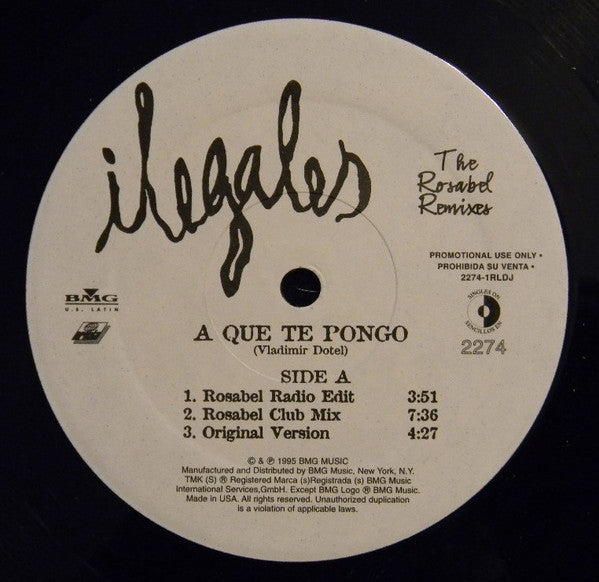 ilegales
The
Rosabel
Remixes
PROMOTIONAL USE ONLY •
PROHIBIDA SU VENTA •
2274-1RLDJ
BMG
U.S. LATIN
SINGLES ON
SENCILLOS EN
2274
A QUE TE PONGO
(Vladimir Dotel)
SIDE A
1. Rosabel Radio Edit 3:51
2. Rosabel Club Mix 7:36
3. Original Version 4:27
© & ℗ 1995 BMG MUSIC
Manufactured and Distributed by BMG Music, New York, N.Y.
TMK (S) ® Registered Marca (s)Registrada (s) BMG Music
International Services,GmbH. Except BMG Logo ® BMG Music.
Made in USA. All rights reserved. Unauthorized duplication
is a violation of applicable laws.